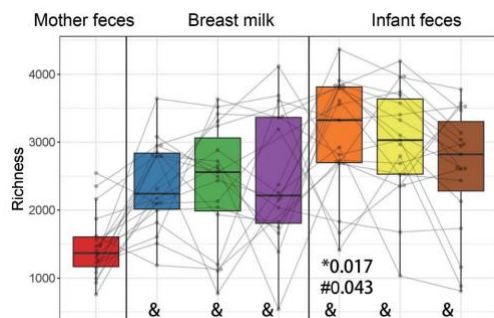 Mother feces Breast milk Infant feces
4000
3000
2000
1000
Richness
*0.017
#0.043
& & & & & &